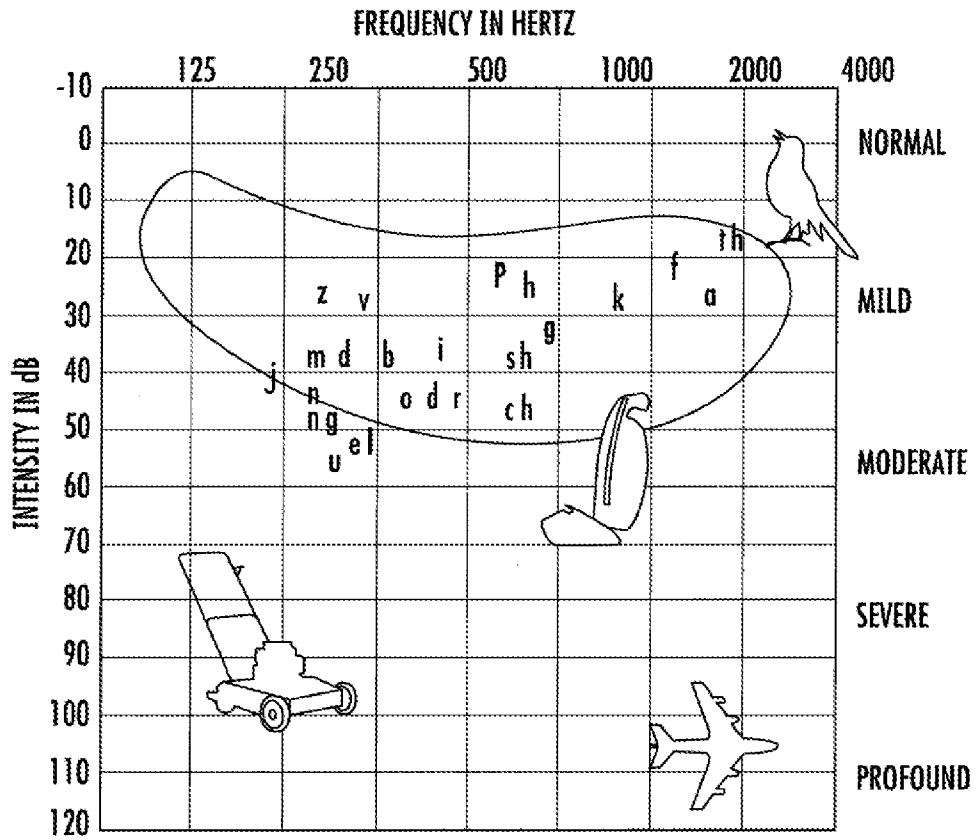 FREQUENCY IN HERTZ
125 250 500 1000 2000 4000
-10
0 NORMAL
10
th
20
f
p
z v h k a
30 MILD
g
m d b i sh
40
j
n o d r ch
ng
50
el
u MODERATE
60
70
80 SEVERE
90
100
110 PROFOUND
120
INTENSITY IN dB